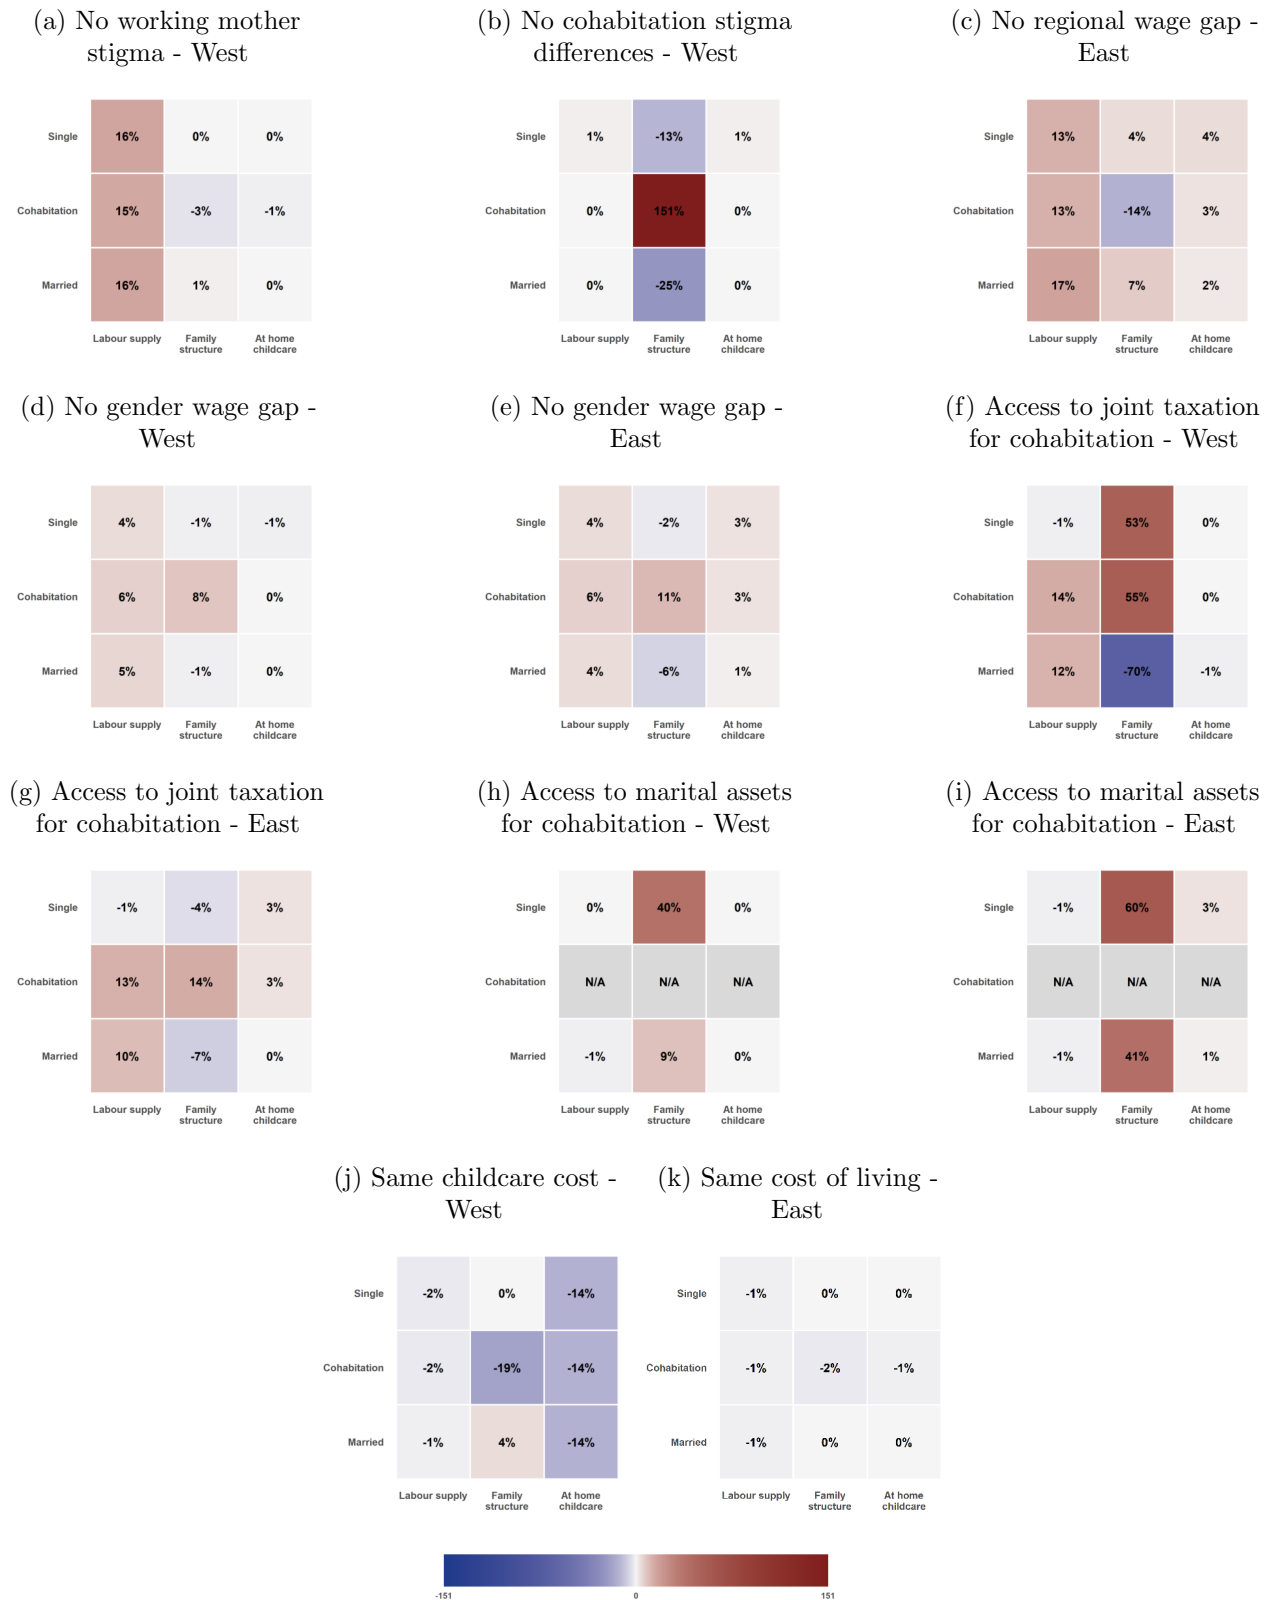 (a) No working mother
stigma - West
(b) No cohabitation stigma
differences - West
(c) No regional wage gap -
East
Single 16% 0% 0%
Cohabitation 15% -3% -1%
Married 16% 1% 0%
Labour supply Family structure At home childcare
Single 1% -13% 1%
Cohabitation 0% 151% 0%
Married 0% -25% 0%
Labour supply Family structure At home childcare
Single 13% 4% 4%
Cohabitation 13% -14% 3%
Married 17% 7% 2%
Labour supply Family structure At home childcare
(d) No gender wage gap -
West
(e) No gender wage gap -
East
(f) Access to joint taxation
for cohabitation - West
Single 4% -1% -1%
Cohabitation 6% 8% 0%
Married 5% -1% 0%
Labour supply Family structure At home childcare
Single 4% -2% 3%
Cohabitation 6% 11% 3%
Married 4% -6% 1%
Labour supply Family structure At home childcare
Single -1% 53% 0%
Cohabitation 14% 55% 0%
Married 12% -70% -1%
Labour supply Family structure At home childcare
(g) Access to joint taxation
for cohabitation - East
(h) Access to marital assets
for cohabitation - West
(i) Access to marital assets
for cohabitation - East
Single -1% -4% 3%
Cohabitation 13% 14% 3%
Married 10% -7% 0%
Labour supply Family structure At home childcare
Single 0% 40% 0%
Cohabitation N/A N/A N/A
Married -1% 9% 0%
Labour supply Family structure At home childcare
Single -1% 60% 3%
Cohabitation N/A N/A N/A
Married -1% 41% 1%
Labour supply Family structure At home childcare
(j) Same childcare cost -
West
(k) Same cost of living -
East
Single -2% 0% -14%
Cohabitation -2% -19% -14%
Married -1% 4% -14%
Labour supply Family structure At home childcare
Single -1% 0% 0%
Cohabitation -1% -2% -1%
Married -1% 0% 0%
Labour supply Family structure At home childcare
-151 0 151